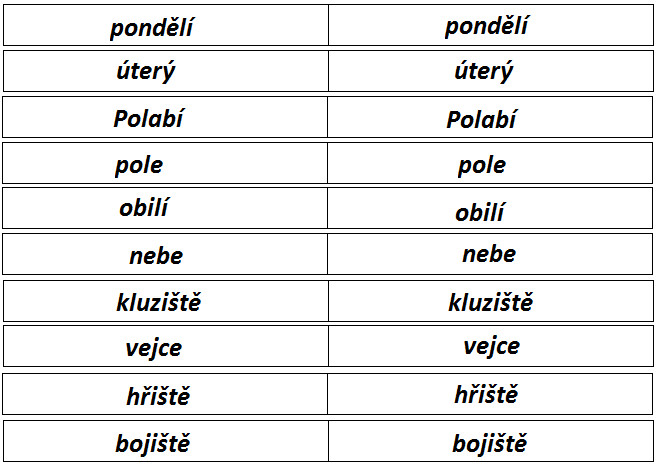 pondělí pondělí
úterý úterý
Polabí Polabí
pole pole
obilí obilí
nebe nebe
kluziště kluziště
vejce vejce
hřiště hřiště
bojiště bojiště